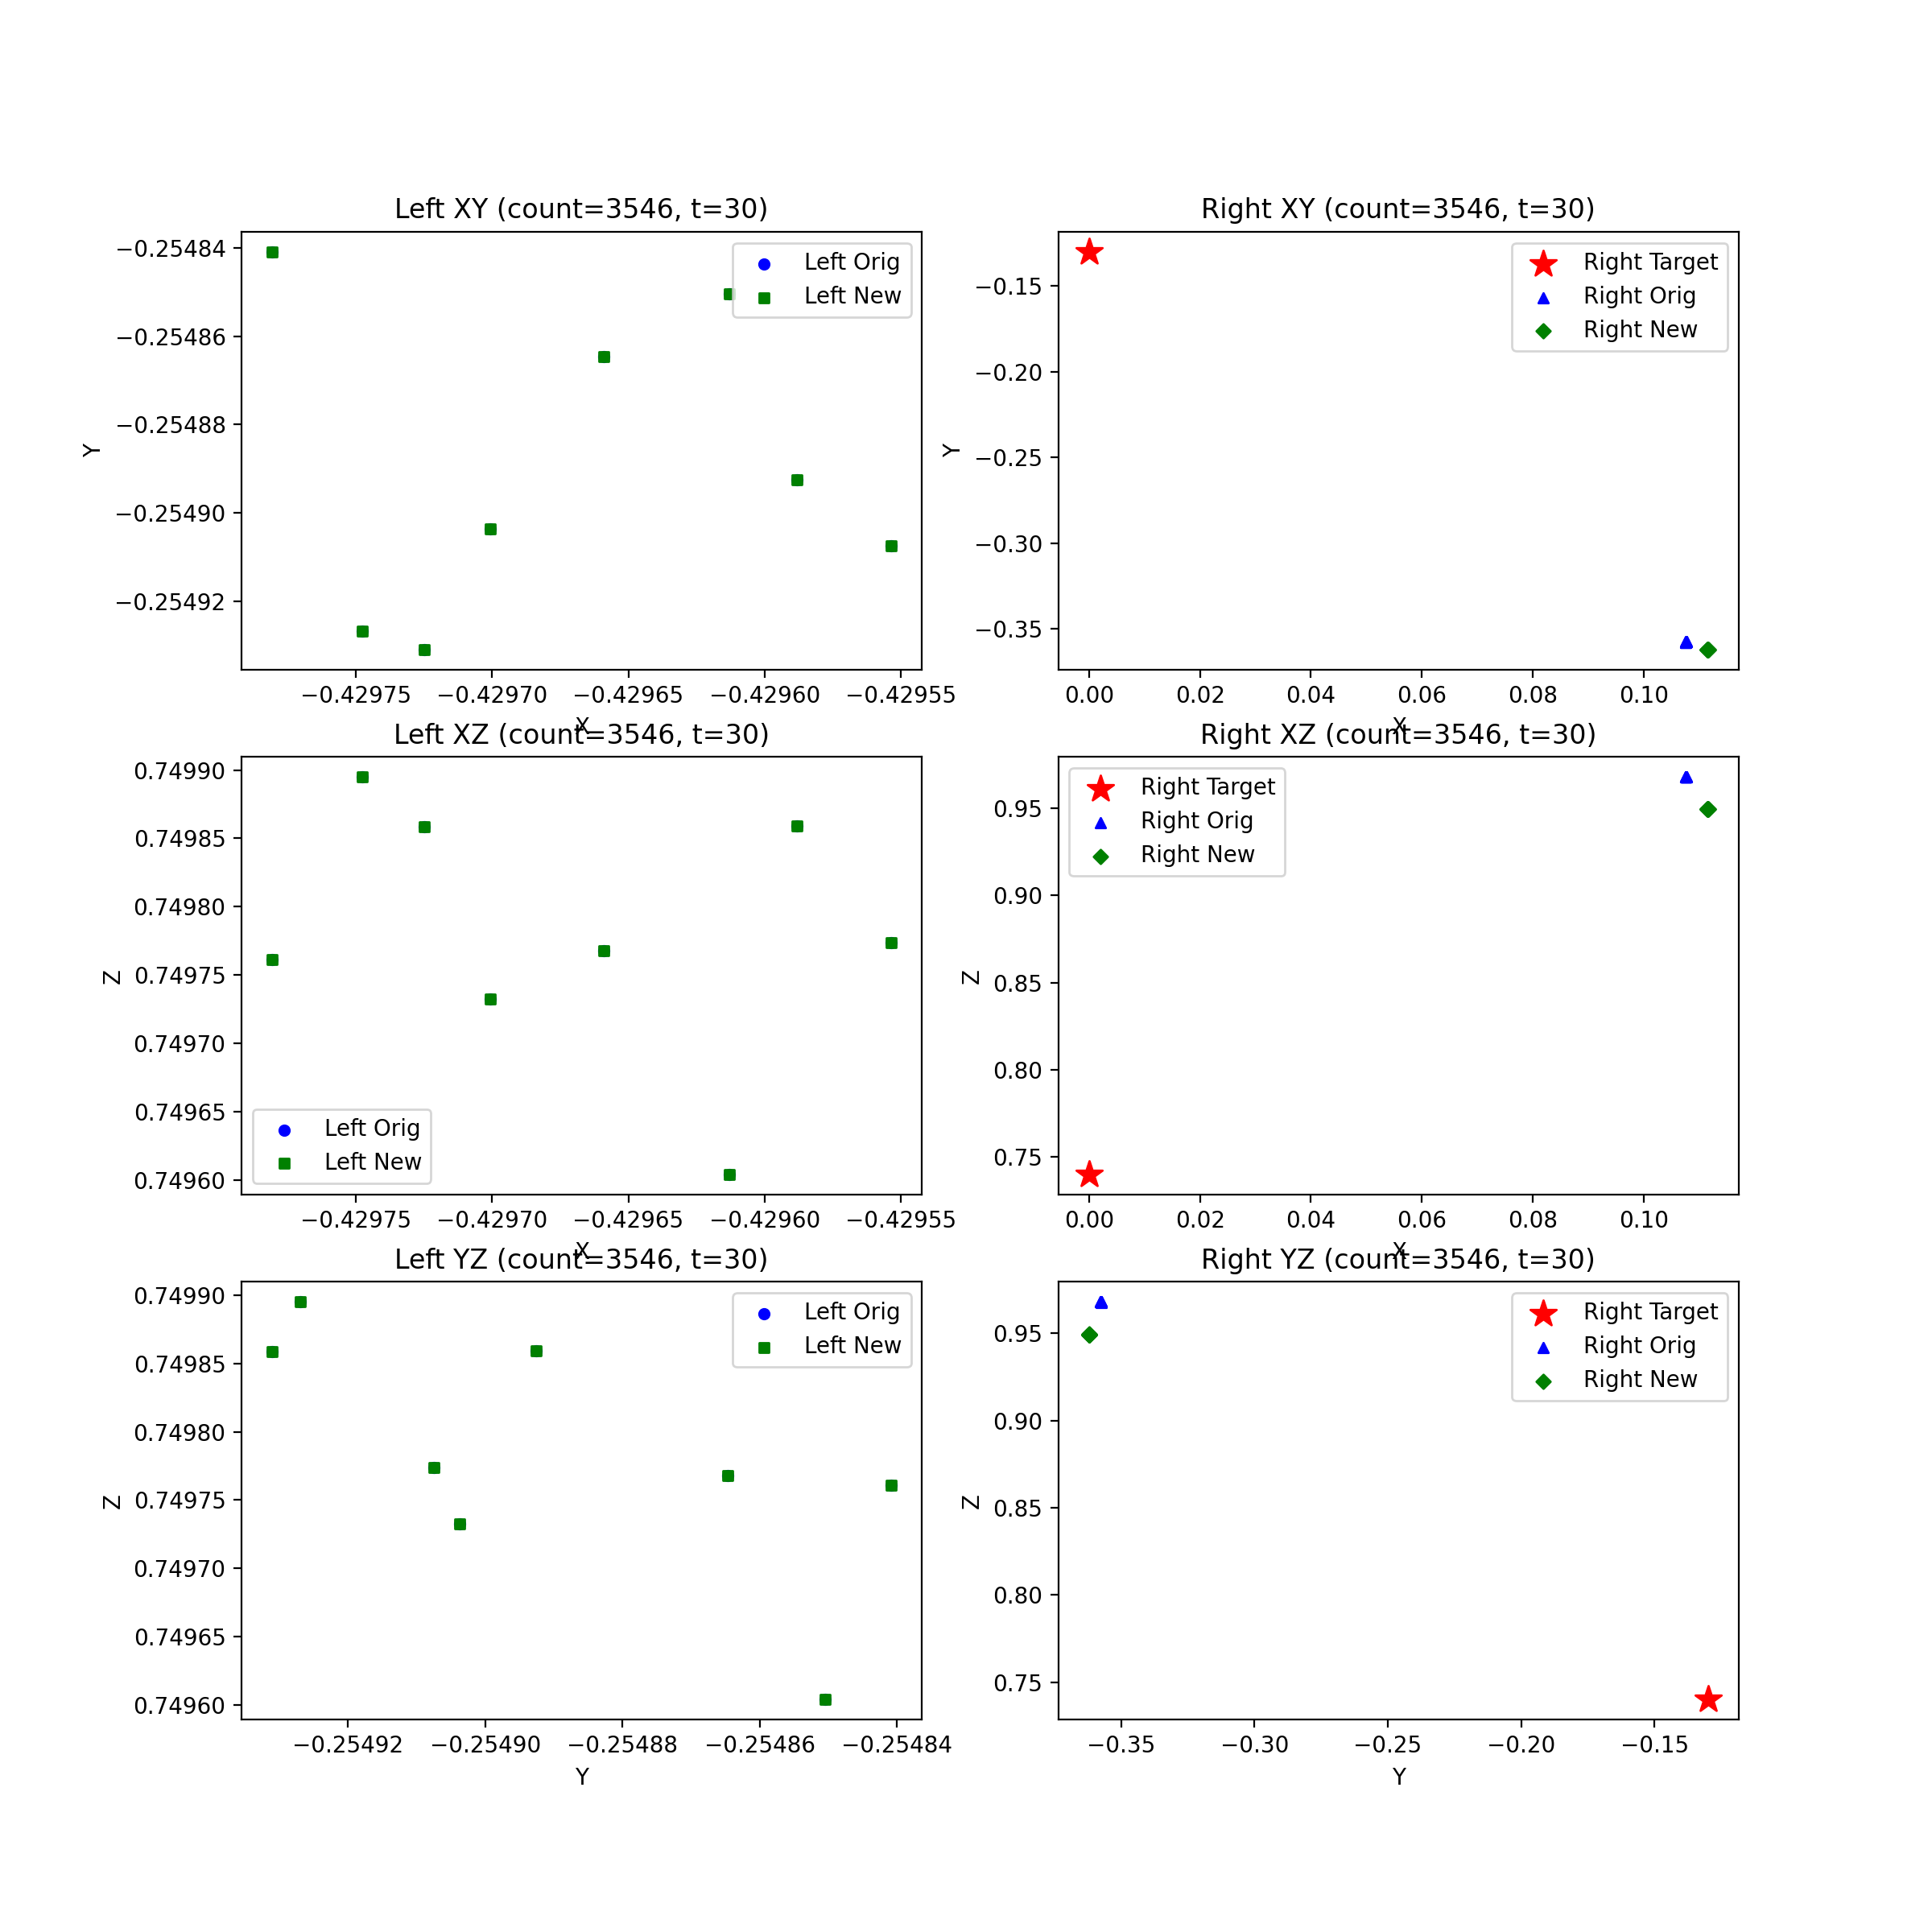 Left XY (count=3546, t=30)
−0.25484
−0.25486
−0.25488
−0.25490
−0.25492
Y
Left Orig
Left New
−0.42975
−0.42970
−0.42965
−0.42960
−0.42955
X
Right XY (count=3546, t=30)
−0.15
−0.20
−0.25
−0.30
−0.35
Y
Right Target
Right Orig
Right New
0.00
0.02
0.04
0.06
0.08
0.10
X
Left XZ (count=3546, t=30)
0.74990
0.74985
0.74980
0.74975
0.74970
0.74965
0.74960
Z
Left Orig
Left New
−0.42975
−0.42970
−0.42965
−0.42960
−0.42955
X
Right XZ (count=3546, t=30)
0.95
0.90
0.85
0.80
0.75
Z
Right Target
Right Orig
Right New
0.00
0.02
0.04
0.06
0.08
0.10
X
Left YZ (count=3546, t=30)
0.74990
0.74985
0.74980
0.74975
0.74970
0.74965
0.74960
Z
Left Orig
Left New
−0.25492
−0.25490
−0.25488
−0.25486
−0.25484
Y
Right YZ (count=3546, t=30)
0.95
0.90
0.85
0.80
0.75
Z
Right Target
Right Orig
Right New
−0.35
−0.30
−0.25
−0.20
−0.15
Y